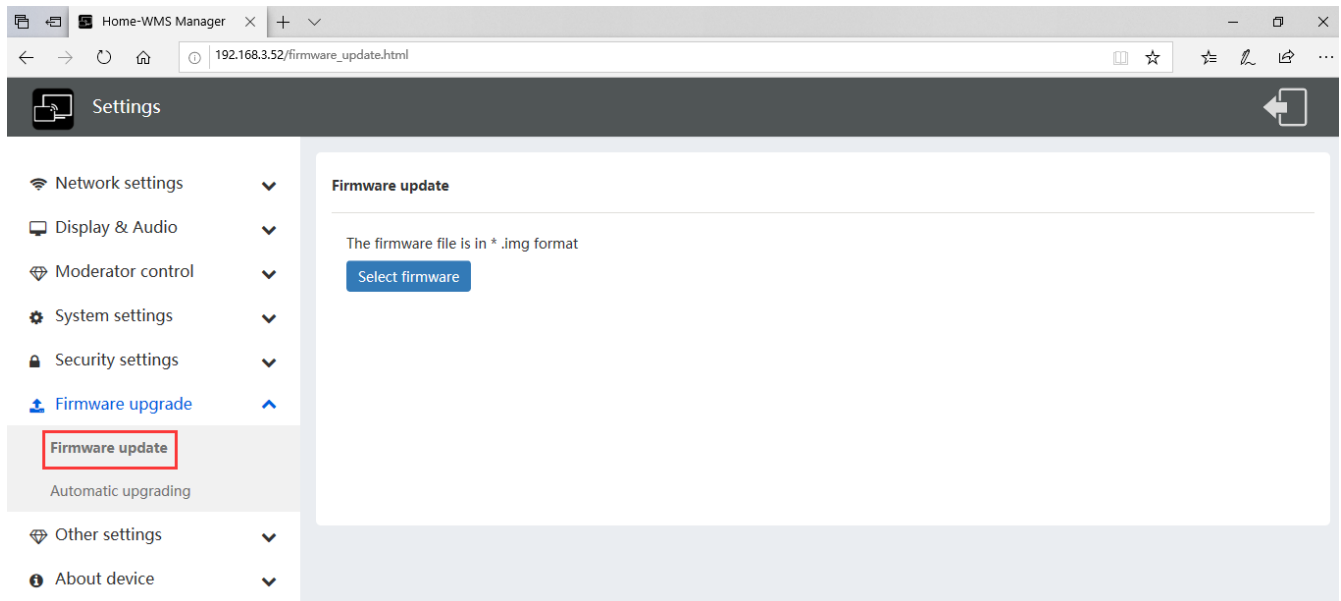 Home-WMS Manager
192.168.3.52/firmware_update.html
Settings
Network settings
Display & Audio
Moderator control
System settings
Security settings
Firmware upgrade
Firmware update
Automatic upgrading
Other settings
About device
Firmware update
The firmware file is in * .img format
Select firmware